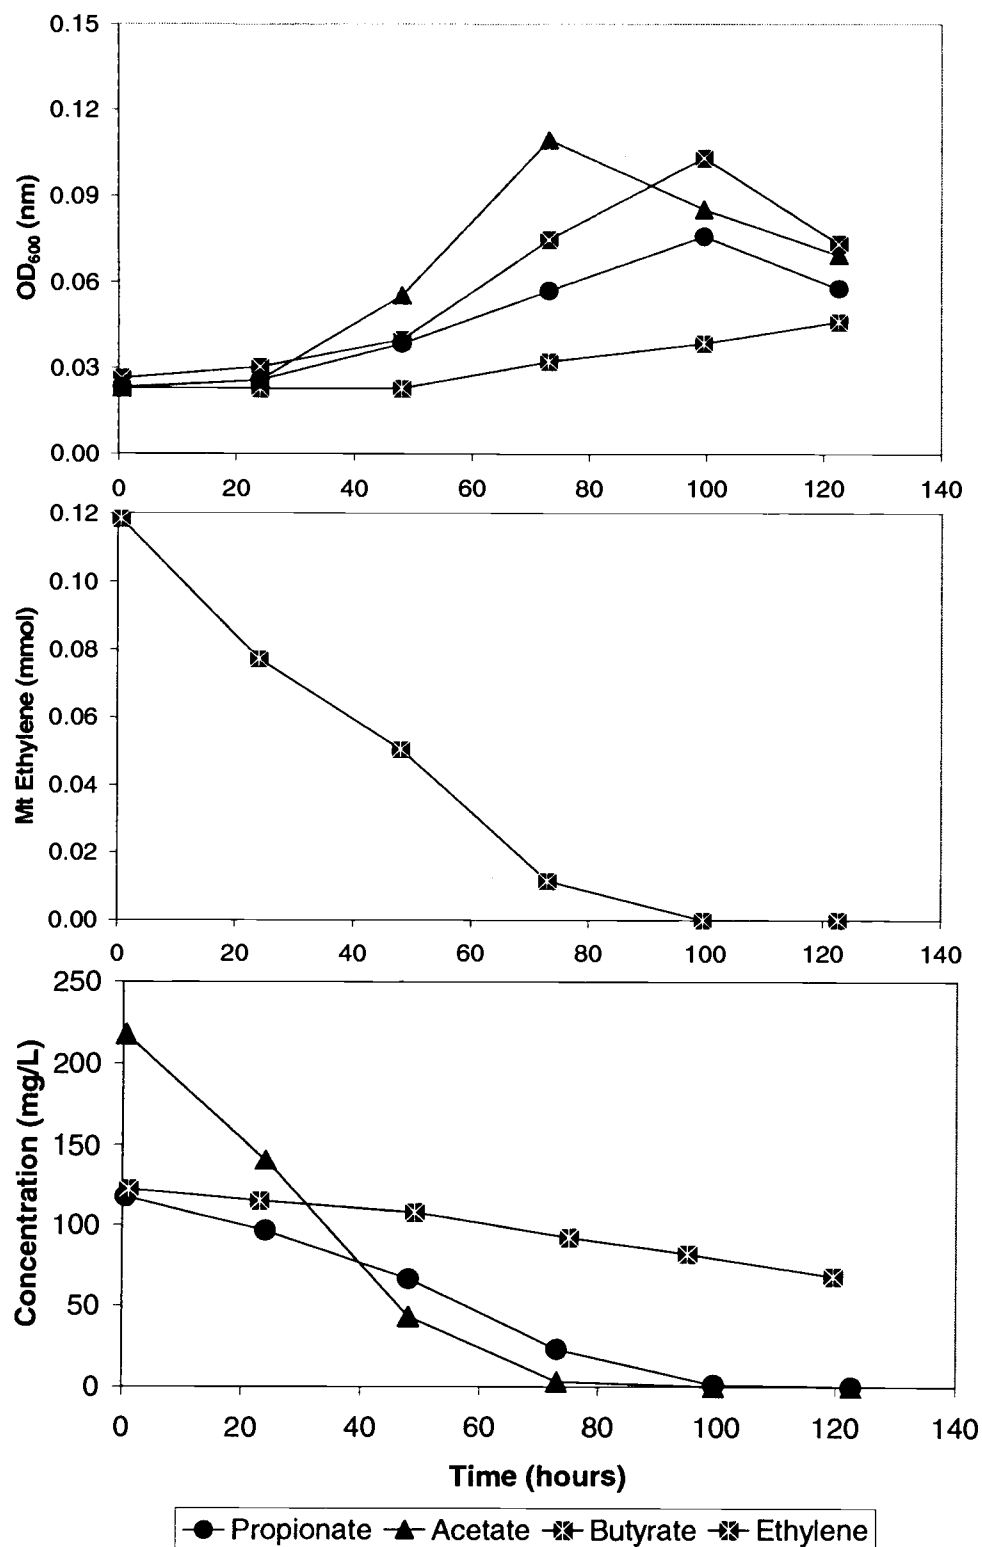 0.15
0.12
0.09
0.06
0.03
0.00
OD600 (nm)
0 20 40 60 80 100 120 140
0.12
0.10
0.08
0.06
0.04
0.02
0.00
Mt Ethylene (mmol)
0 20 40 60 80 100 120 140
250
200
150
100
50
0
Concentration (mg/L)
0 20 40 60 80 100 120 140
Time (hours)
Propionate Acetate Butyrate Ethylene